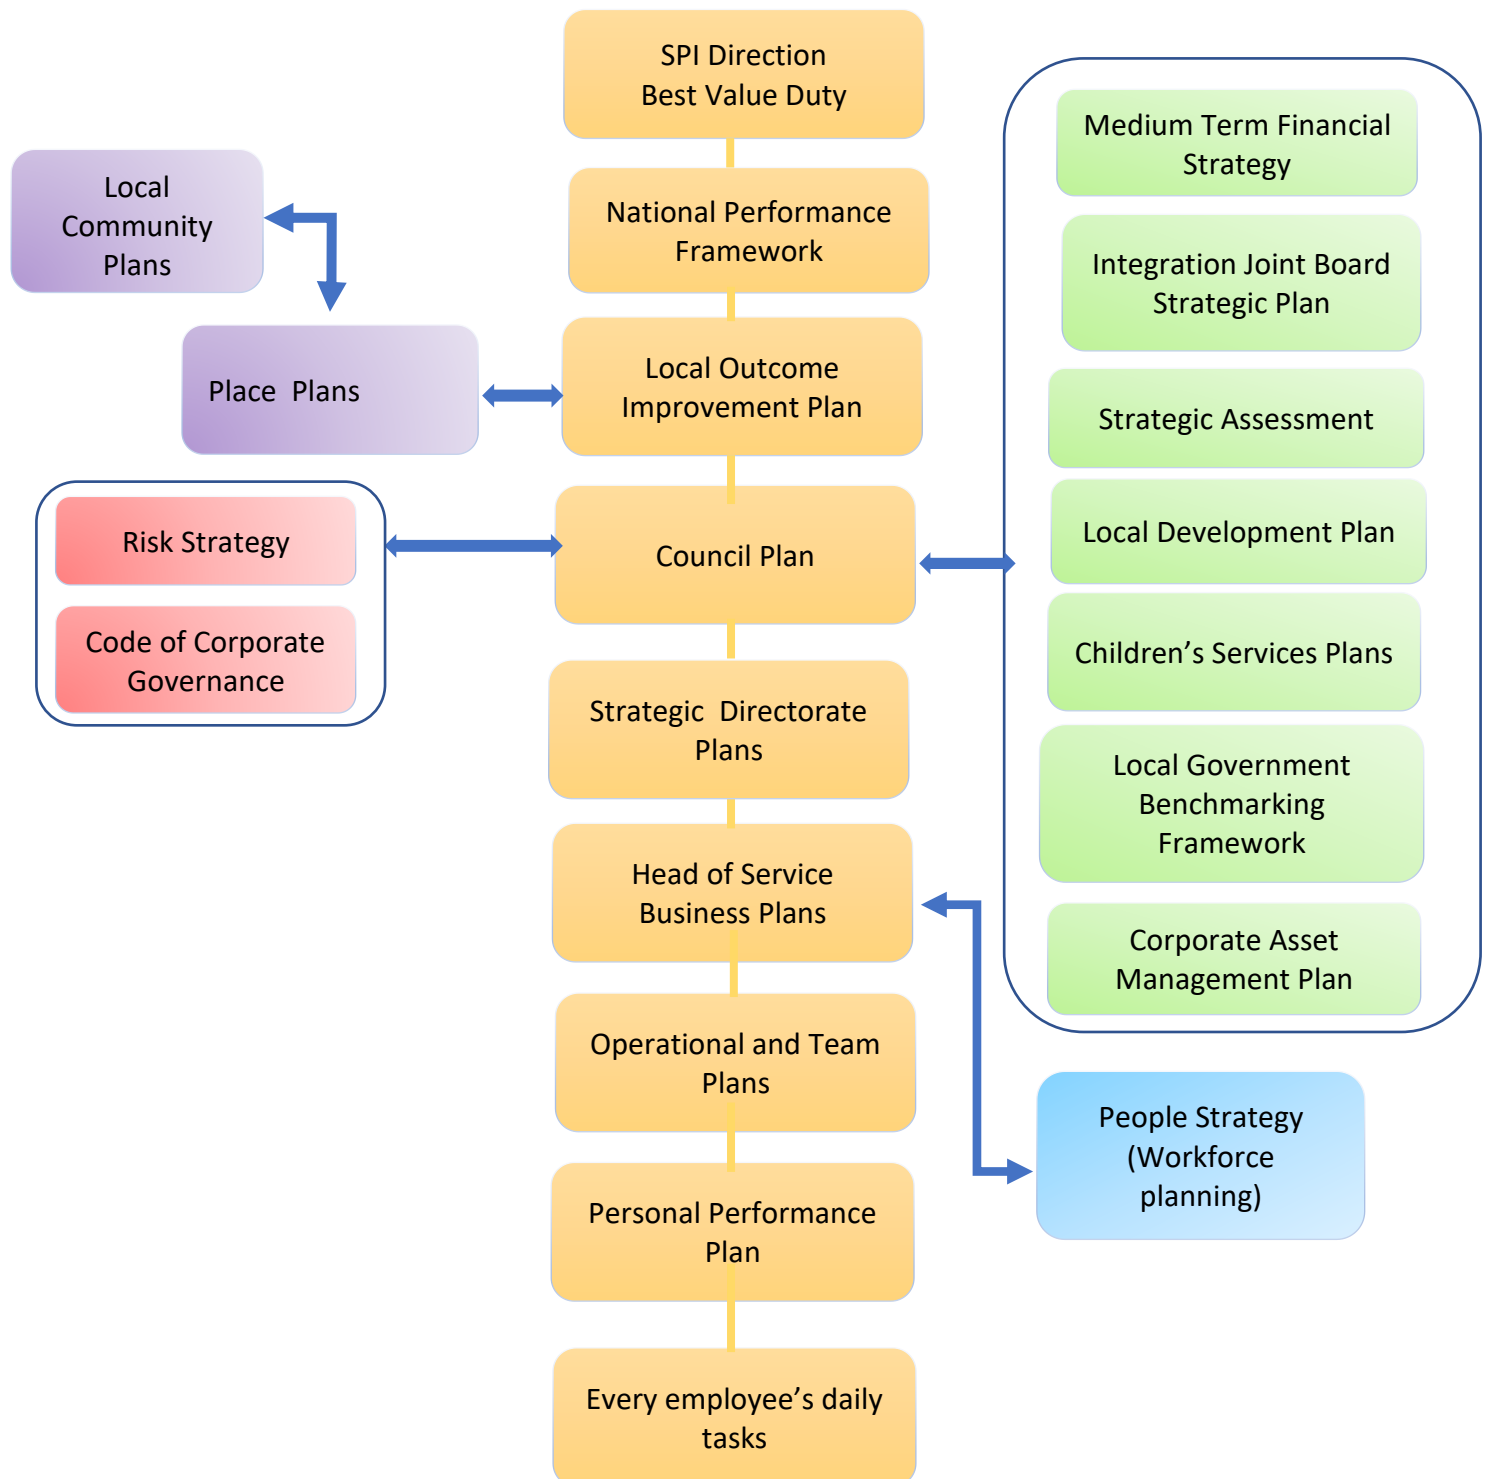 SPI Direction
Best Value Duty
National Performance
Framework
Local
Community
Plans
Place  Plans
Local Outcome
Improvement Plan
Risk Strategy
Code of Corporate
Governance
Council Plan
Strategic  Directorate
Plans
Head of Service
Business Plans
Operational and Team
Plans
Personal Performance
Plan
Every employee’s daily
tasks
Medium Term Financial
Strategy
Integration Joint Board
Strategic Plan
Strategic Assessment
Local Development Plan
Children’s Services Plans
Local Government
Benchmarking
Framework
Corporate Asset
Management Plan
People Strategy
(Workforce
planning)